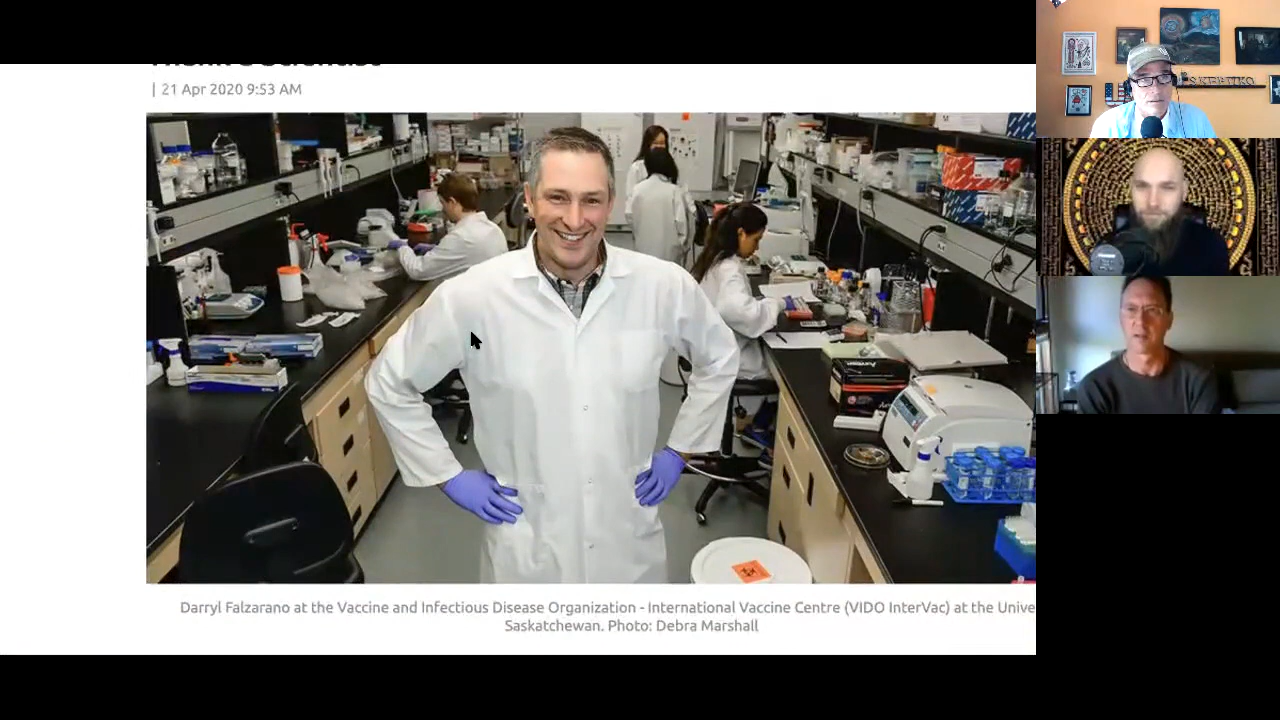 | 21 Apr 2020 9:53 AM
Darryl Falzarano at the Vaccine and Infectious Disease Organization - International Vaccine Centre (VIDO InterVac) at the Unive
Saskatchewan. Photo: Debra Marshall